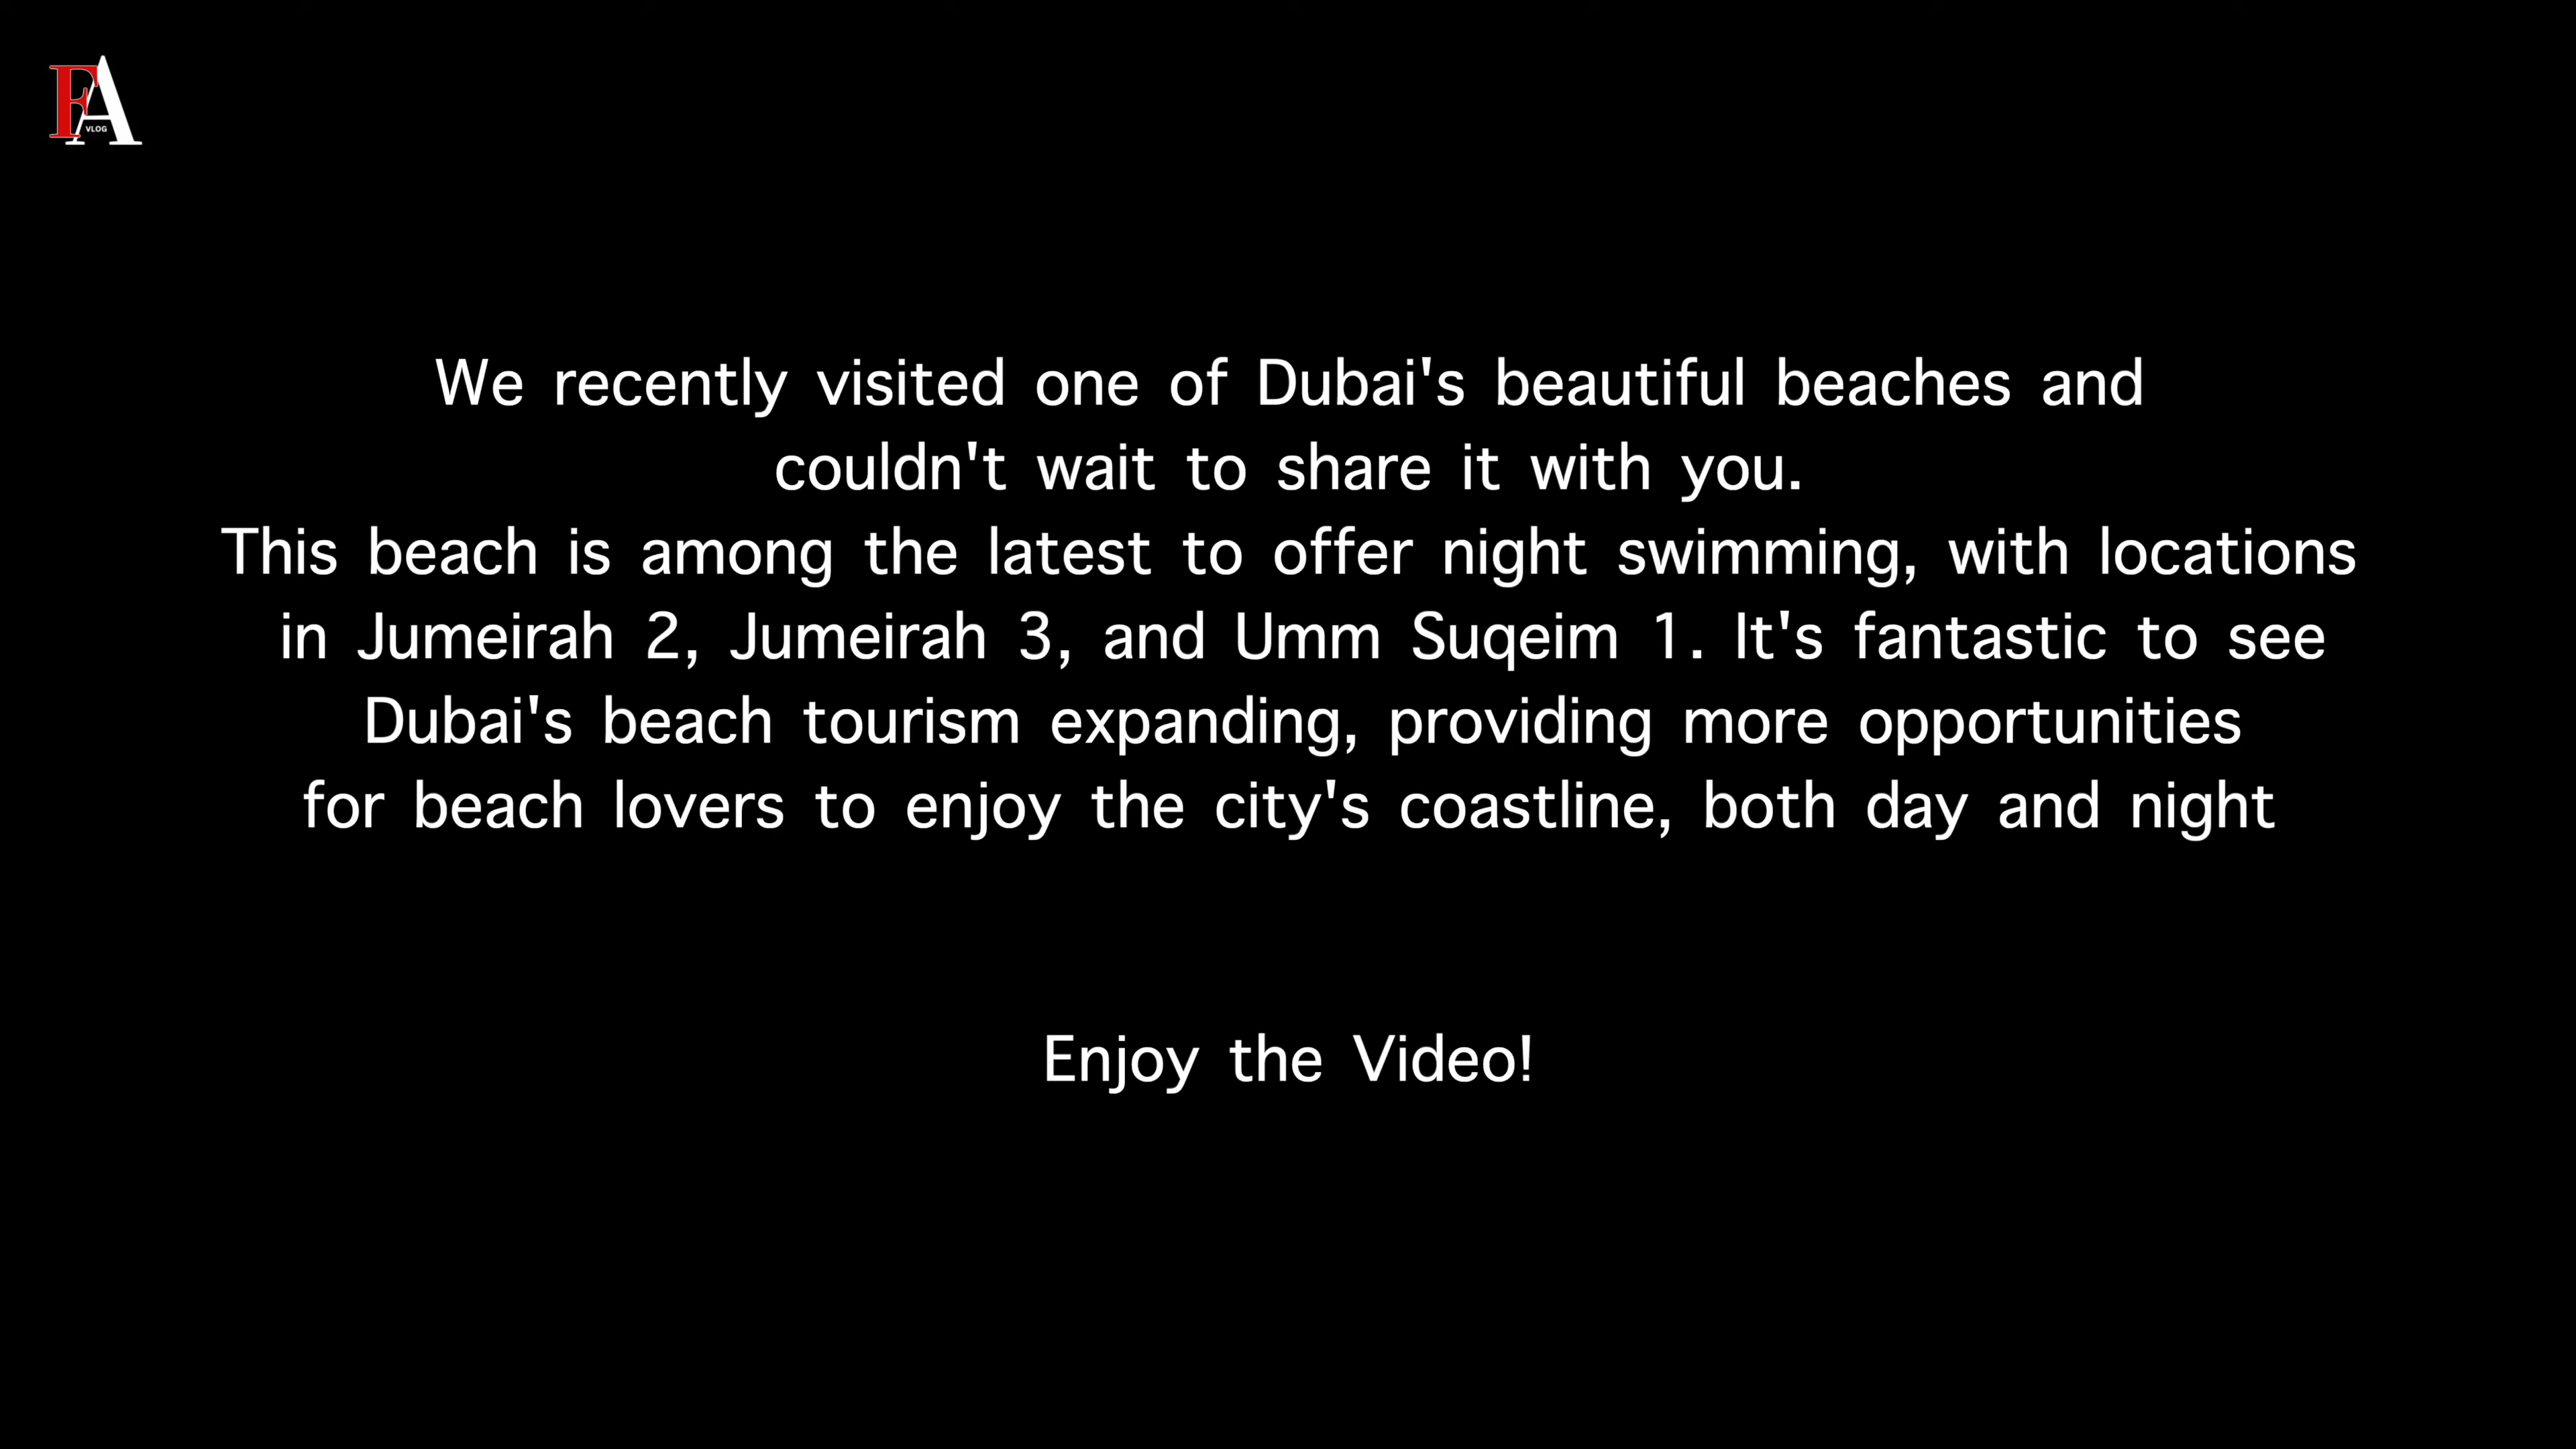 FA
VLOG
We recently visited one of Dubai's beautiful beaches and
couldn't wait to share it with you.
This beach is among the latest to offer night swimming, with locations
in Jumeirah 2, Jumeirah 3, and Umm Suqeim 1. It's fantastic to see
Dubai's beach tourism expanding, providing more opportunities
for beach lovers to enjoy the city's coastline, both day and night
Enjoy the Video!